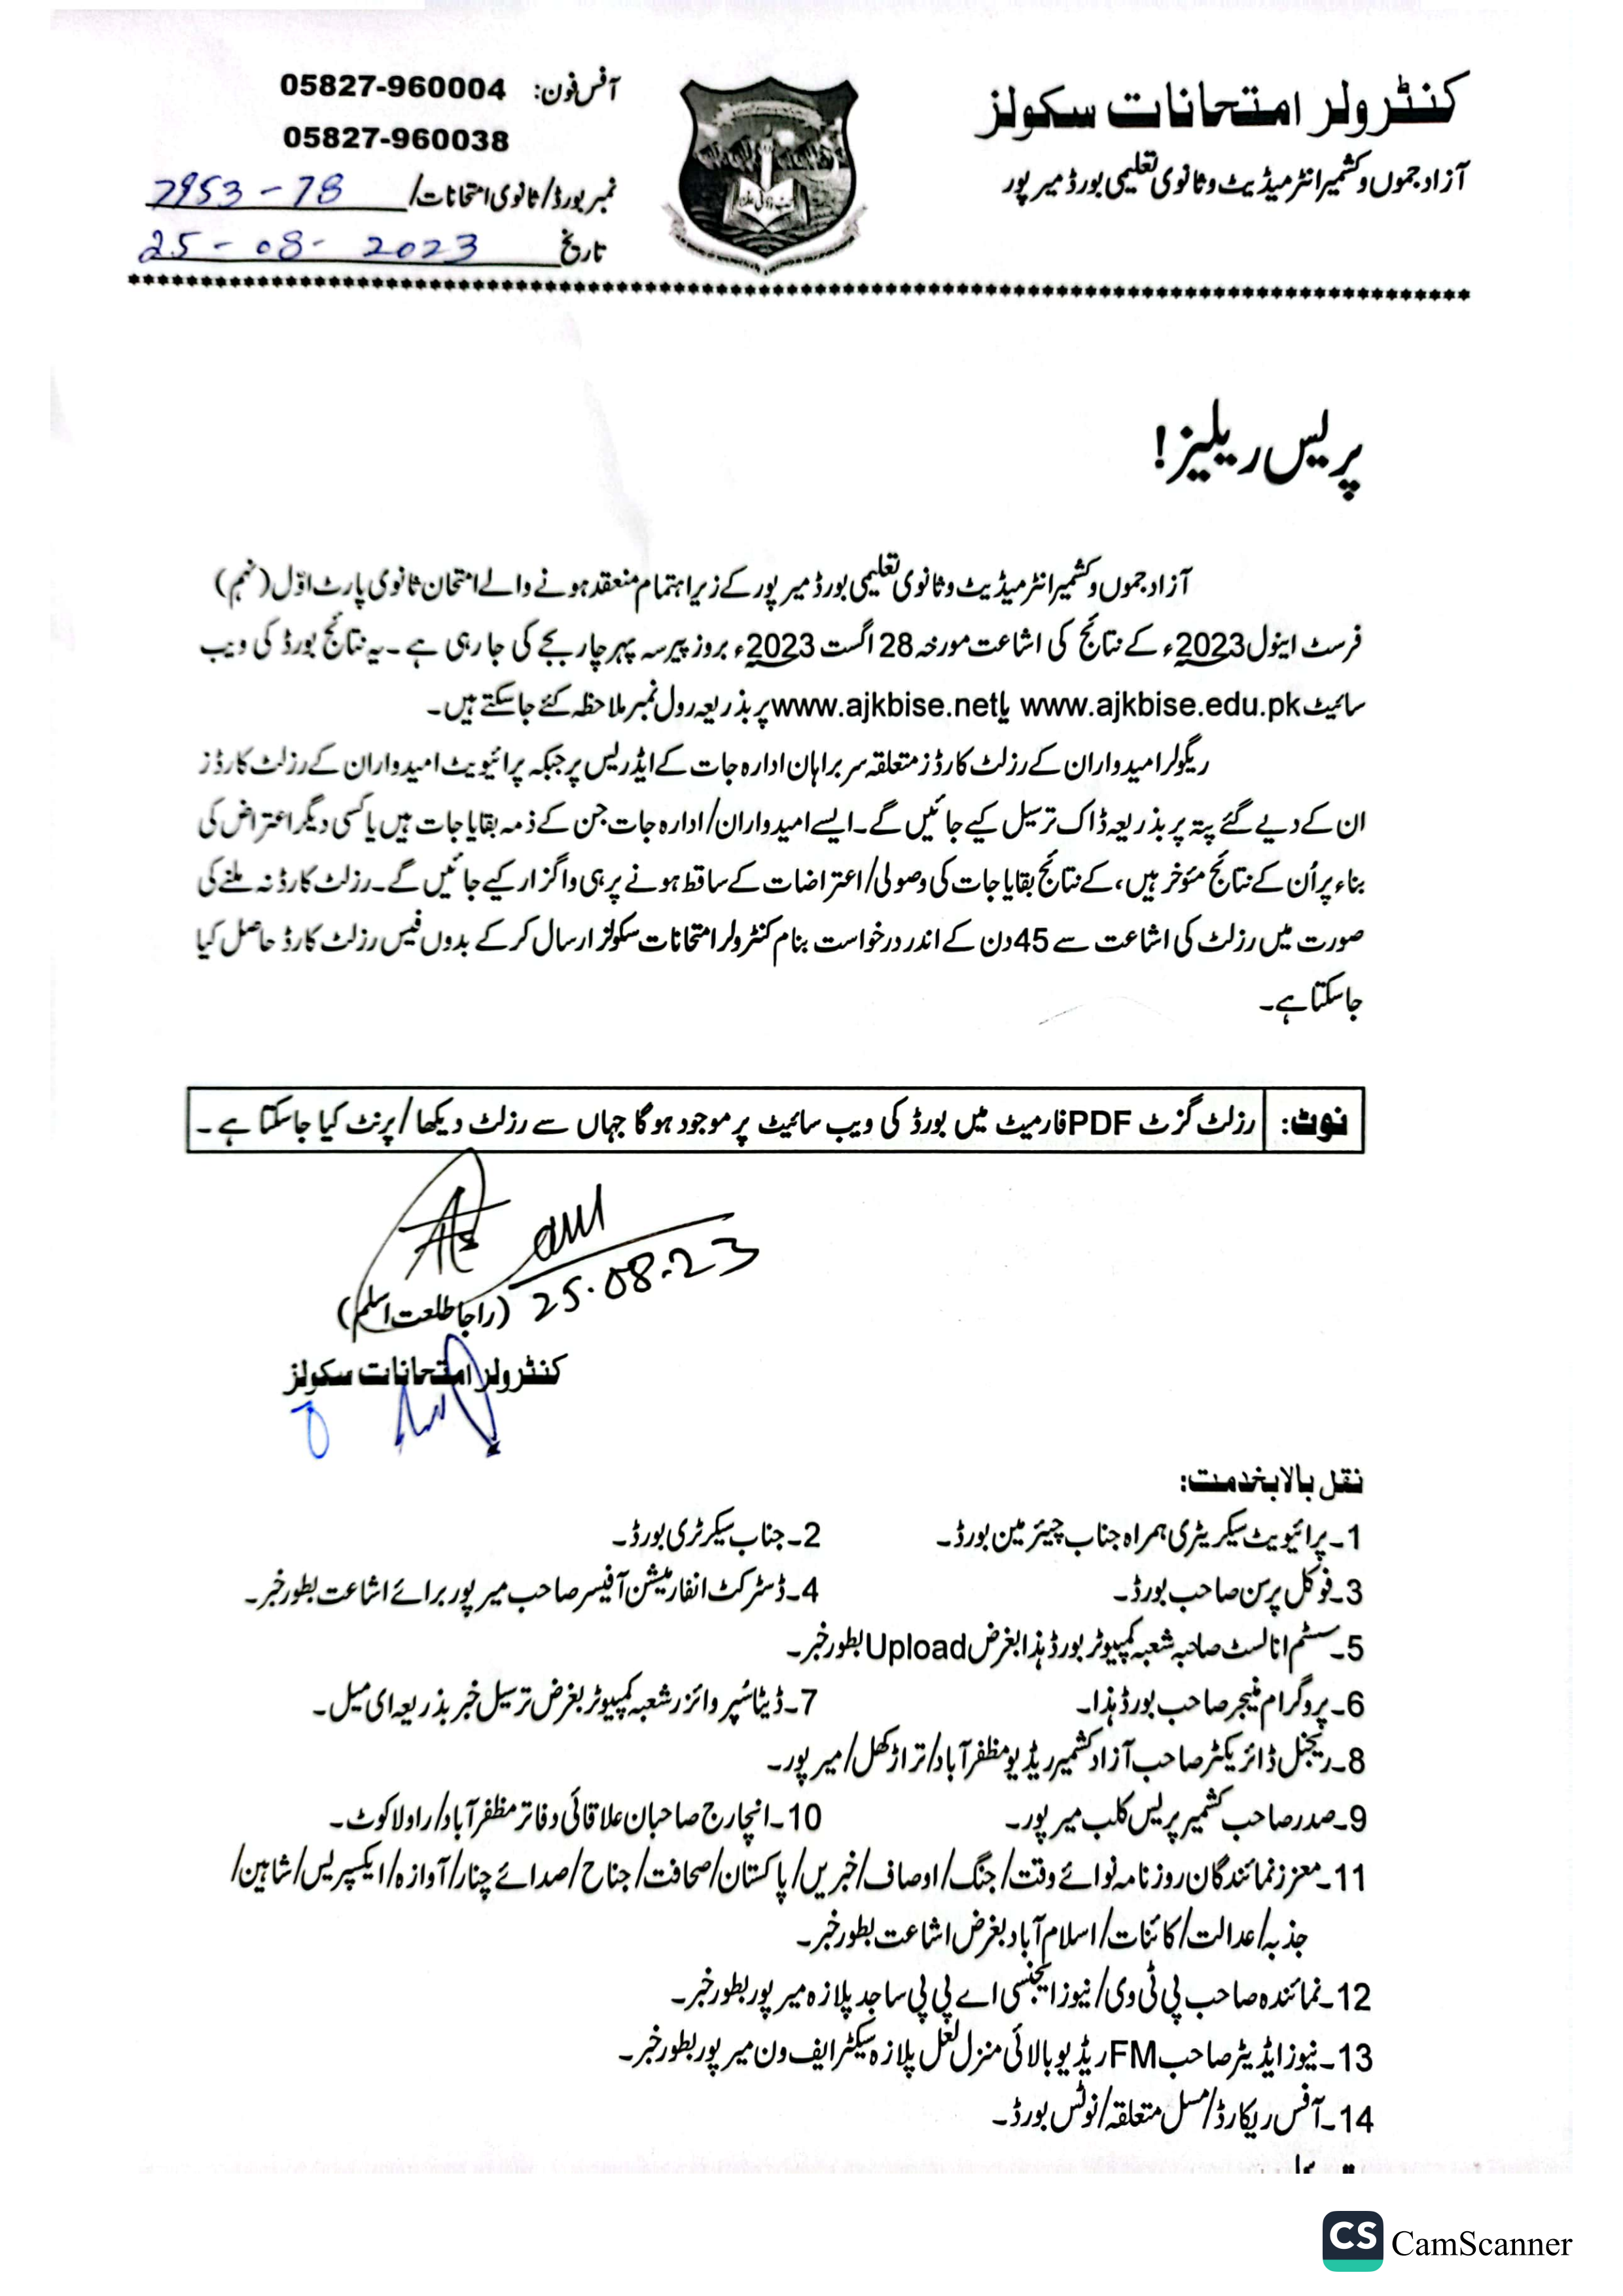 کنٹرولر امتحانات سکولز
آزاد جموں و کشمیر انٹرمیڈیٹ و ثانوی تعلیمی بورڈ میرپور
آفس فون: 05827-960004
05827-960038
نمبر بورڈ/ثانوی امتحانات/ 7953-78
تاریخ 25-08-2023
پریس ریلیز!
آزاد جموں و کشمیر انٹرمیڈیٹ و ثانوی تعلیمی بورڈ میرپور کے زیر اہتمام منعقد ہونے والے امتحان ثانوی پارٹ اوّل (نہم)
فرسٹ اینول 2023ء کے نتائج کی اشاعت مورخہ 28 اگست 2023ء بروز پیر سہ پہر چار بجے کی جا رہی ہے۔ یہ نتائج بورڈ کی ویب
سائیٹ www.ajkbise.edu.pk یا www.ajkbise.net پر بذریعہ رول نمبر ملاحظہ کئے جاسکتے ہیں۔
ریگولر امیدواران کے رزلٹ کارڈز متعلقہ سربراہان ادارہ جات کے ایڈریس پر جبکہ پرائیویٹ امیدواران کے رزلٹ کارڈز
ان کے دیے گئے پتہ پر بذریعہ ڈاک ترسیل کیے جائیں گے۔ ایسے امیدواران/ادارہ جات جن کے ذمہ بقایا جات ہیں یا کسی دیگر اعتراض کی
بناء پر اُن کے نتائج مؤخر ہیں، کے نتائج بقایا جات کی وصولی/اعتراضات کے ساقط ہونے پر ہی واگزار کیے جائیں گے۔ رزلٹ کارڈ نہ ملنے کی
صورت میں رزلٹ کی اشاعت سے 45 دن کے اندر درخواست بنام کنٹرولر امتحانات سکولز ارسال کر کے بدوں فیس رزلٹ کارڈ حاصل کیا
جاسکتا ہے۔
نوٹ: رزلٹ گزٹ PDF فارمیٹ میں بورڈ کی ویب سائیٹ پر موجود ہوگا جہاں سے رزلٹ دیکھا/پرنٹ کیا جاسکتا ہے۔
25.08.23
(راجا طلعت اسلم)
کنٹرولر امتحانات سکولز
نقل بالا بخدمت:
1۔ پرائیویٹ سیکریٹری ہمراہ جناب چیئرمین بورڈ۔ 2۔ جناب سیکرٹری بورڈ۔
3۔ فوکل پرسن صاحب بورڈ۔ 4۔ ڈسٹرکٹ انفارمیشن آفیسر صاحب میرپور برائے اشاعت بطور خبر۔
5۔ سسٹم انالسٹ صاحبہ شعبہ کمپیوٹر بورڈ ہذا بغرض Upload بطور خبر۔
6۔ پروگرام منیجر صاحب بورڈ ہذا۔ 7۔ ڈیٹا سُپروائزر شعبہ کمپیوٹر بغرض ترسیل خبر بذریعہ ای میل۔
8۔ ریجنل ڈائریکٹر صاحب آزاد کشمیر ریڈیو مظفرآباد/تراڑکھل/میرپور۔
9۔ صدر صاحب کشمیر پریس کلب میرپور۔ 10۔ انچارج صاحبان علاقائی دفاتر مظفرآباد/راولاکوٹ۔
11۔ معزز نمائندگان روزنامہ نوائے وقت/جنگ/اوصاف/خبریں/پاکستان/صحافت/جناح/صدائے چنار/آوازہ/ایکسپریس/شاہین/
جذبہ/عدالت/کائنات/اسلام آباد بغرض اشاعت بطور خبر۔
12۔ نمائندہ صاحب پی ٹی وی/نیوز ایجنسی اے پی پی ساجد پلازہ میرپور بطور خبر۔
13۔ نیوز ایڈیٹر صاحب FM ریڈیو بالائی منزل لعل پلازہ سیکٹر ایف ون میرپور بطور خبر۔
14۔ آفس ریکارڈ/مسل متعلقہ/نوٹس بورڈ۔
CS CamScanner